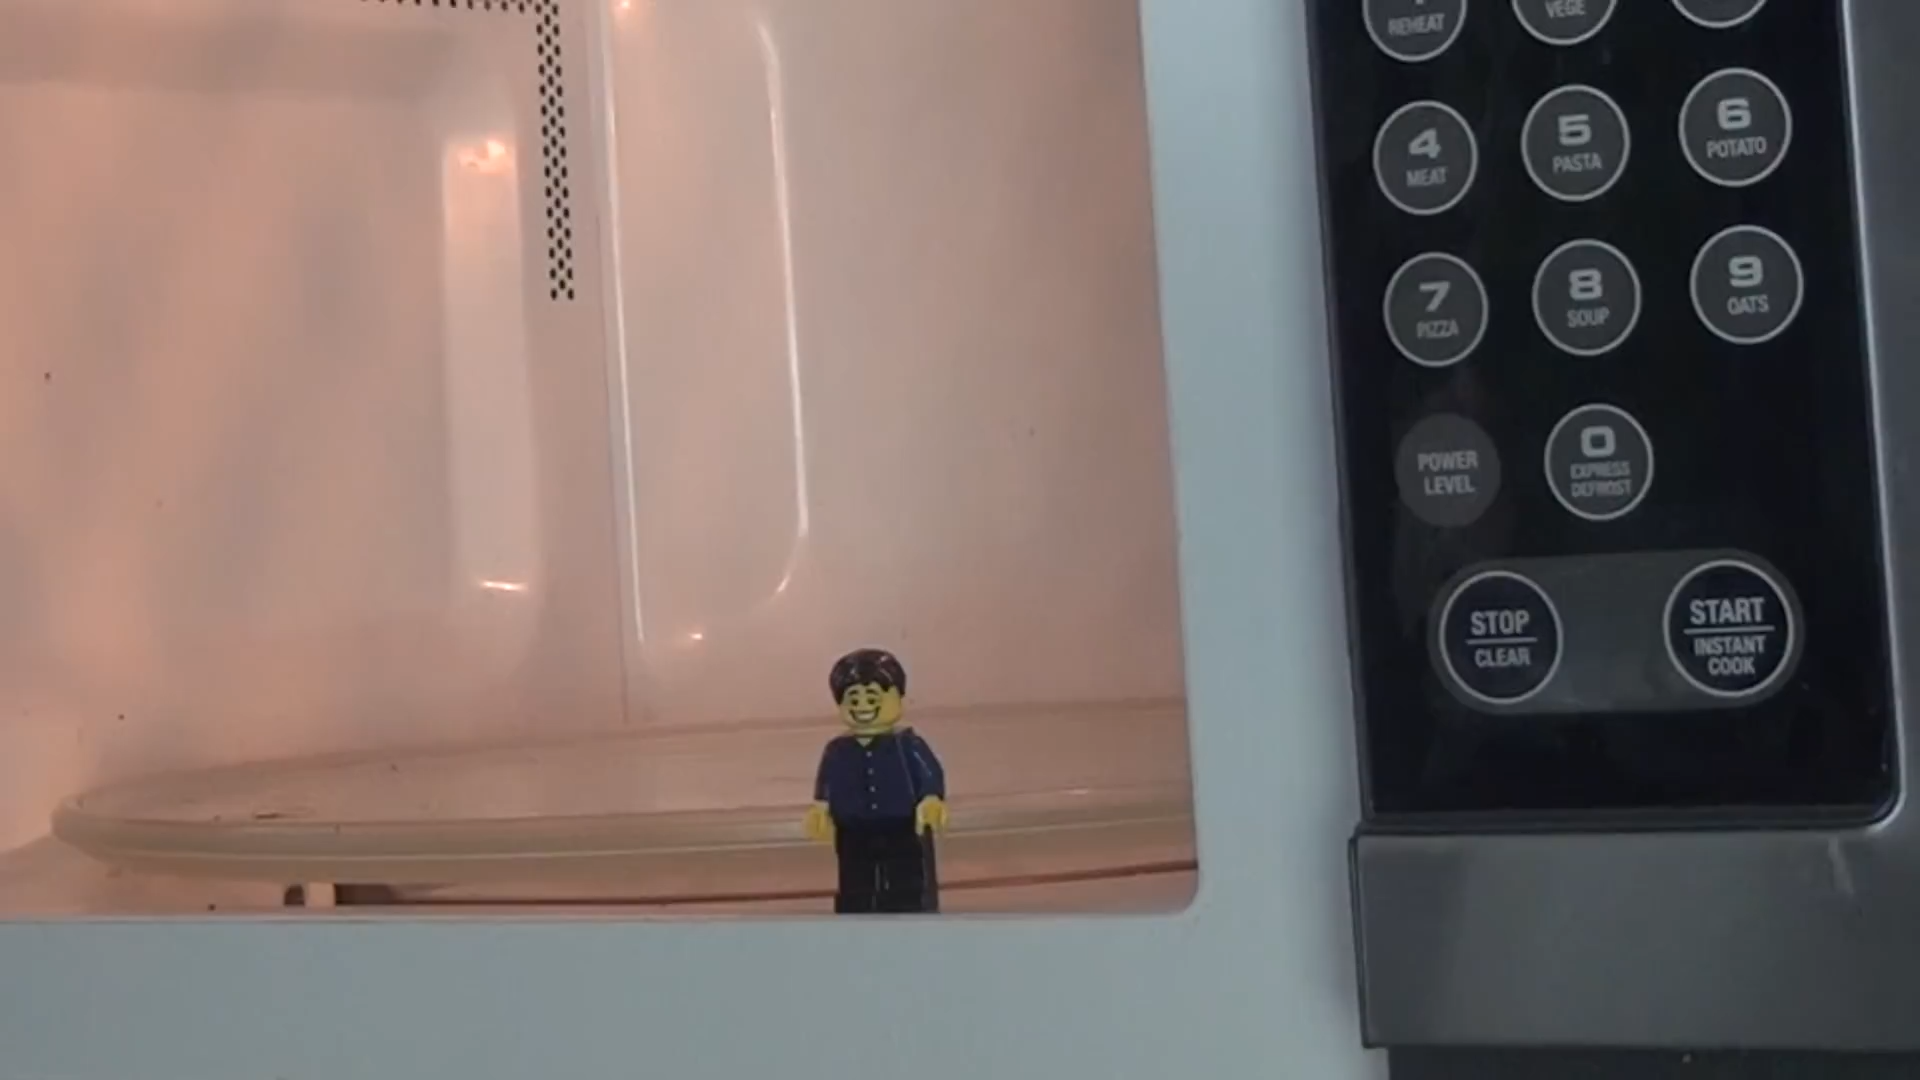 REHEAT
VEGE
4
MEAT
5
PASTA
6
POTATO
7
PIZZA
8
SOUP
9
OATS
POWER
LEVEL
0
EXPRESS
DEFROST
STOP
CLEAR
START
INSTANT
COOK